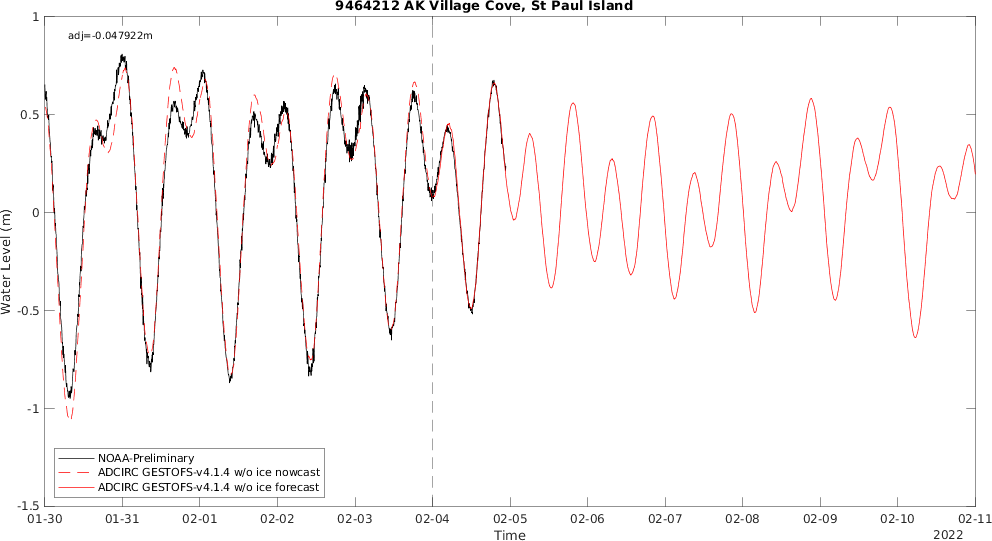 9464212 AK Village Cove, St Paul Island
adj=-0.047922m
1
0.5
0
-0.5
-1
-1.5
Water Level (m)
NOAA-Preliminary
ADCIRC GESTOFS-v4.1.4 w/o ice nowcast
ADCIRC GESTOFS-v4.1.4 w/o ice forecast
01-30 01-31 02-01 02-02 02-03 02-04 02-05 02-06 02-07 02-08 02-09 02-10 02-11
Time
2022